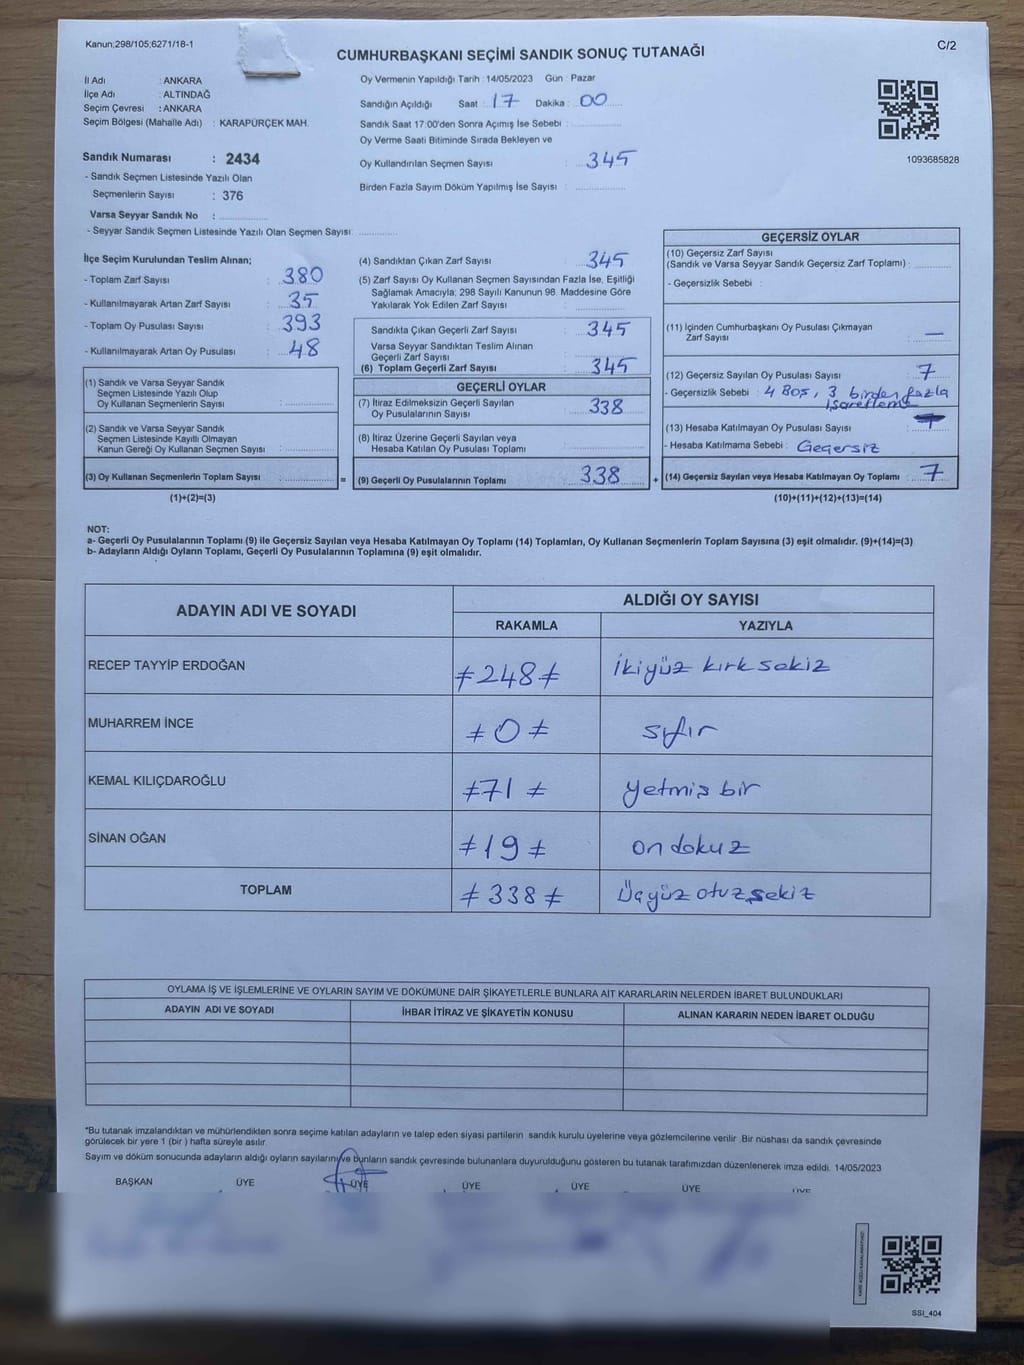 Kanun;298/105;6271/18-1
C/2
CUMHURBAŞKANI SEÇİMİ SANDIK SONUÇ TUTANAĞI
İl Adı : ANKARA
İlçe Adı : ALTINDAĞ
Seçim Çevresi : ANKARA
Seçim Bölgesi (Mahalle Adı) : KARAPÜRÇEK MAH.
Oy Vermenin Yapıldığı Tarih : 14/05/2023 Gün : Pazar
Sandığın Açıldığı Saat : 17 Dakika : 00
Sandık Saat 17:00'den Sonra Açımış İse Sebebi :
Oy Verme Saati Bitiminde Sırada Bekleyen ve
Oy Kullandırılan Seçmen Sayısı : 345
Birden Fazla Sayım Döküm Yapılmış İse Sayısı :
1093685828
Sandık Numarası : 2434
- Sandık Seçmen Listesinde Yazılı Olan
Seçmenlerin Sayısı : 376
Varsa Seyyar Sandık No :
- Seyyar Sandık Seçmen Listesinde Yazılı Olan Seçmen Sayısı:
İlçe Seçim Kurulundan Teslim Alınan;
- Toplam Zarf Sayısı : 380
- Kullanılmayarak Artan Zarf Sayısı : 35
- Toplam Oy Pusulası Sayısı : 393
- Kullanılmayarak Artan Oy Pusulası : 48
(1) Sandık ve Varsa Seyyar Sandık
Seçmen Listesinde Yazılı Olup
Oy Kullanan Seçmenlerin Sayısı :
(2) Sandık ve Varsa Seyyar Sandık
Seçmen Listesinde Kayıtlı Olmayan
Kanun Gereği Oy Kullanan Seçmen Sayısı :
(3) Oy Kullanan Seçmenlerin Toplam Sayısı : =
(1)+(2)=(3)
(4) Sandıktan Çıkan Zarf Sayısı : 345
(5) Zarf Sayısı Oy Kullanan Seçmen Sayısından Fazla İse, Eşitliği
Sağlamak Amacıyla; 298 Sayılı Kanunun 98. Maddesine Göre
Yakılarak Yok Edilen Zarf Sayısı :
Sandıkta Çıkan Geçerli Zarf Sayısı : 345
Varsa Seyyar Sandıktan Teslim Alınan
Geçerli Zarf Sayısı :
(6) Toplam Geçerli Zarf Sayısı : 345
GEÇERLİ OYLAR
(7) İtiraz Edilmeksizin Geçerli Sayılan
Oy Pusulalarının Sayısı : 338
(8) İtiraz Üzerine Geçerli Sayılan veya
Hesaba Katılan Oy Pusulası Toplamı :
(9) Geçerli Oy Pusulalarının Toplamı : 338 +
GEÇERSİZ OYLAR
(10) Geçersiz Zarf Sayısı
(Sandık ve Varsa Seyyar Sandık Geçersiz Zarf Toplamı) :
- Geçersizlik Sebebi :
(11) İçinden Cumhurbaşkanı Oy Pusulası Çıkmayan
Zarf Sayısı : —
(12) Geçersiz Sayılan Oy Pusulası Sayısı : 7
- Geçersizlik Sebebi : 4 BOŞ, 3 birden fazla
işaretleme
(13) Hesaba Katılmayan Oy Pusulası Sayısı :
- Hesaba Katılmama Sebebi : Geçersiz
(14) Geçersiz Sayılan veya Hesaba Katılmayan Oy Toplamı : 7
(10)+(11)+(12)+(13)=(14)
NOT:
a- Geçerli Oy Pusulalarının Toplamı (9) ile Geçersiz Sayılan veya Hesaba Katılmayan Oy Toplamı (14) Toplamları, Oy Kullanan Seçmenlerin Toplam Sayısına (3) eşit olmalıdır. (9)+(14)=(3)
b- Adayların Aldığı Oyların Toplamı, Geçerli Oy Pusulalarının Toplamına (9) eşit olmalıdır.
ADAYIN ADI VE SOYADI
ALDIĞI OY SAYISI
RAKAMLA YAZIYLA
RECEP TAYYİP ERDOĞAN ≠248≠ ikiyüz kırk sekiz
MUHARREM İNCE ≠0≠ sıfır
KEMAL KILIÇDAROĞLU ≠71≠ yetmiş bir
SİNAN OĞAN ≠19≠ on dokuz
TOPLAM ≠338≠ Üçyüz otuz sekiz
OYLAMA İŞ VE İŞLEMLERİNE VE OYLARIN SAYIM VE DÖKÜMÜNE DAİR ŞİKAYETLERLE BUNLARA AİT KARARLARIN NELERDEN İBARET BULUNDUKLARI
ADAYIN ADI VE SOYADI İHBAR İTİRAZ VE ŞİKAYETİN KONUSU ALINAN KARARIN NEDEN İBARET OLDUĞU
*Bu tutanak imzalandıktan ve mühürlendikten sonra seçime katılan adayların ve talep eden siyasi partilerin sandık kurulu üyelerine veya gözlemcilerine verilir .Bir nüshası da sandık çevresinde
görülecek bir yere 1 (bir ) hafta süreyle asılır.
Sayım ve döküm sonucunda adayların aldığı oyların sayılarını ve bunların sandık çevresinde bulunanlara duyurulduğunu gösteren bu tutanak tarafımızdan düzenlenerek imza edildi. 14/05/2023
BAŞKAN ÜYE ÜYE ÜYE ÜYE ÜYE ÜYE
SSI_404